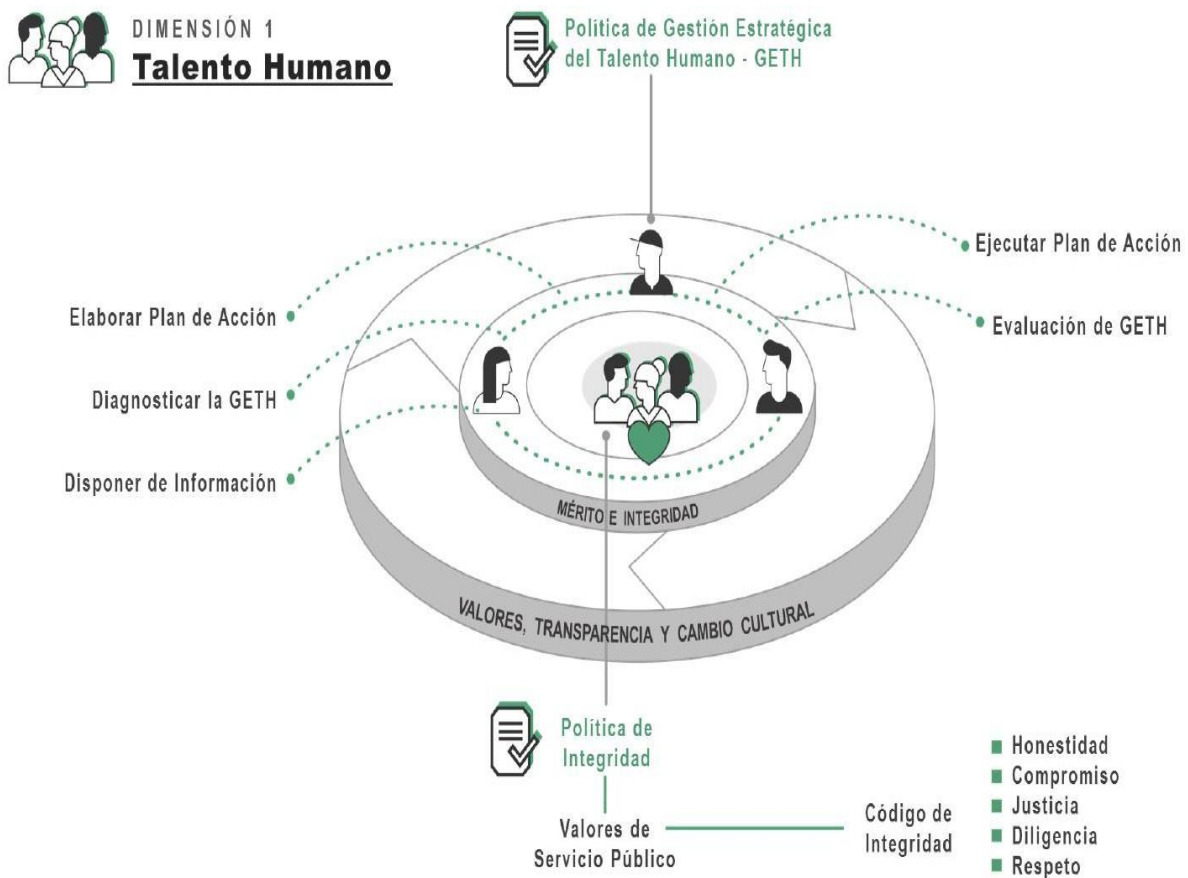 DIMENSIÓN 1
Talento Humano
Política de Gestión Estratégica
del Talento Humano - GETH
Elaborar Plan de Acción
Diagnosticar la GETH
Disponer de Información
Ejecutar Plan de Acción
Evaluación de GETH
MÉRITO E INTEGRIDAD
VALORES, TRANSPARENCIA Y CAMBIO CULTURAL
Política de
Integridad
Valores de
Servicio Público
Código de
Integridad
Honestidad
Compromiso
Justicia
Diligencia
Respeto